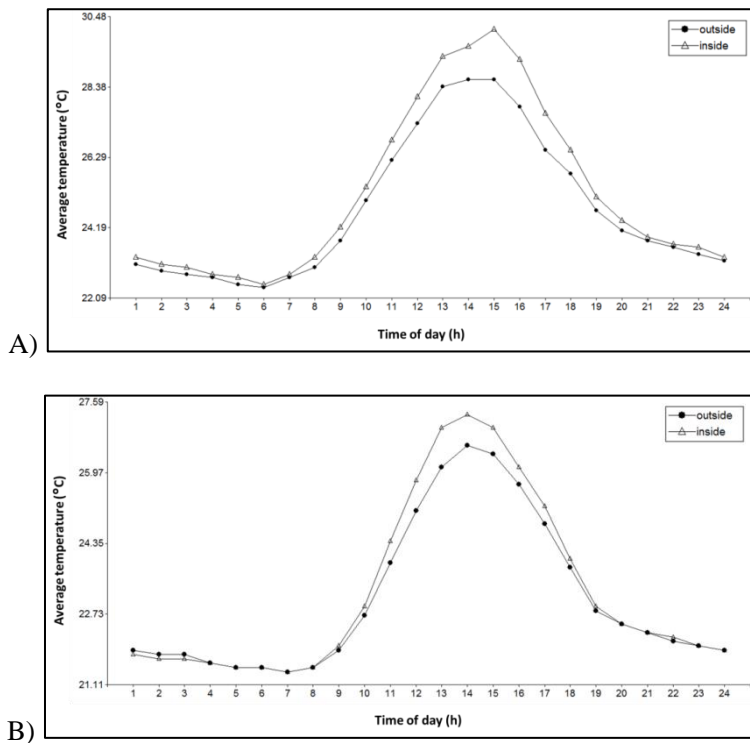 30.48
outside
inside
28.38
26.29
24.19
22.09
Average temperature (°C)
1 2 3 4 5 6 7 8 9 10 11 12 13 14 15 16 17 18 19 20 21 22 23 24
Time of day (h)
A)
27.59
outside
inside
25.97
24.35
22.73
21.11
Average temperature (°C)
1 2 3 4 5 6 7 8 9 10 11 12 13 14 15 16 17 18 19 20 21 22 23 24
Time of day (h)
B)